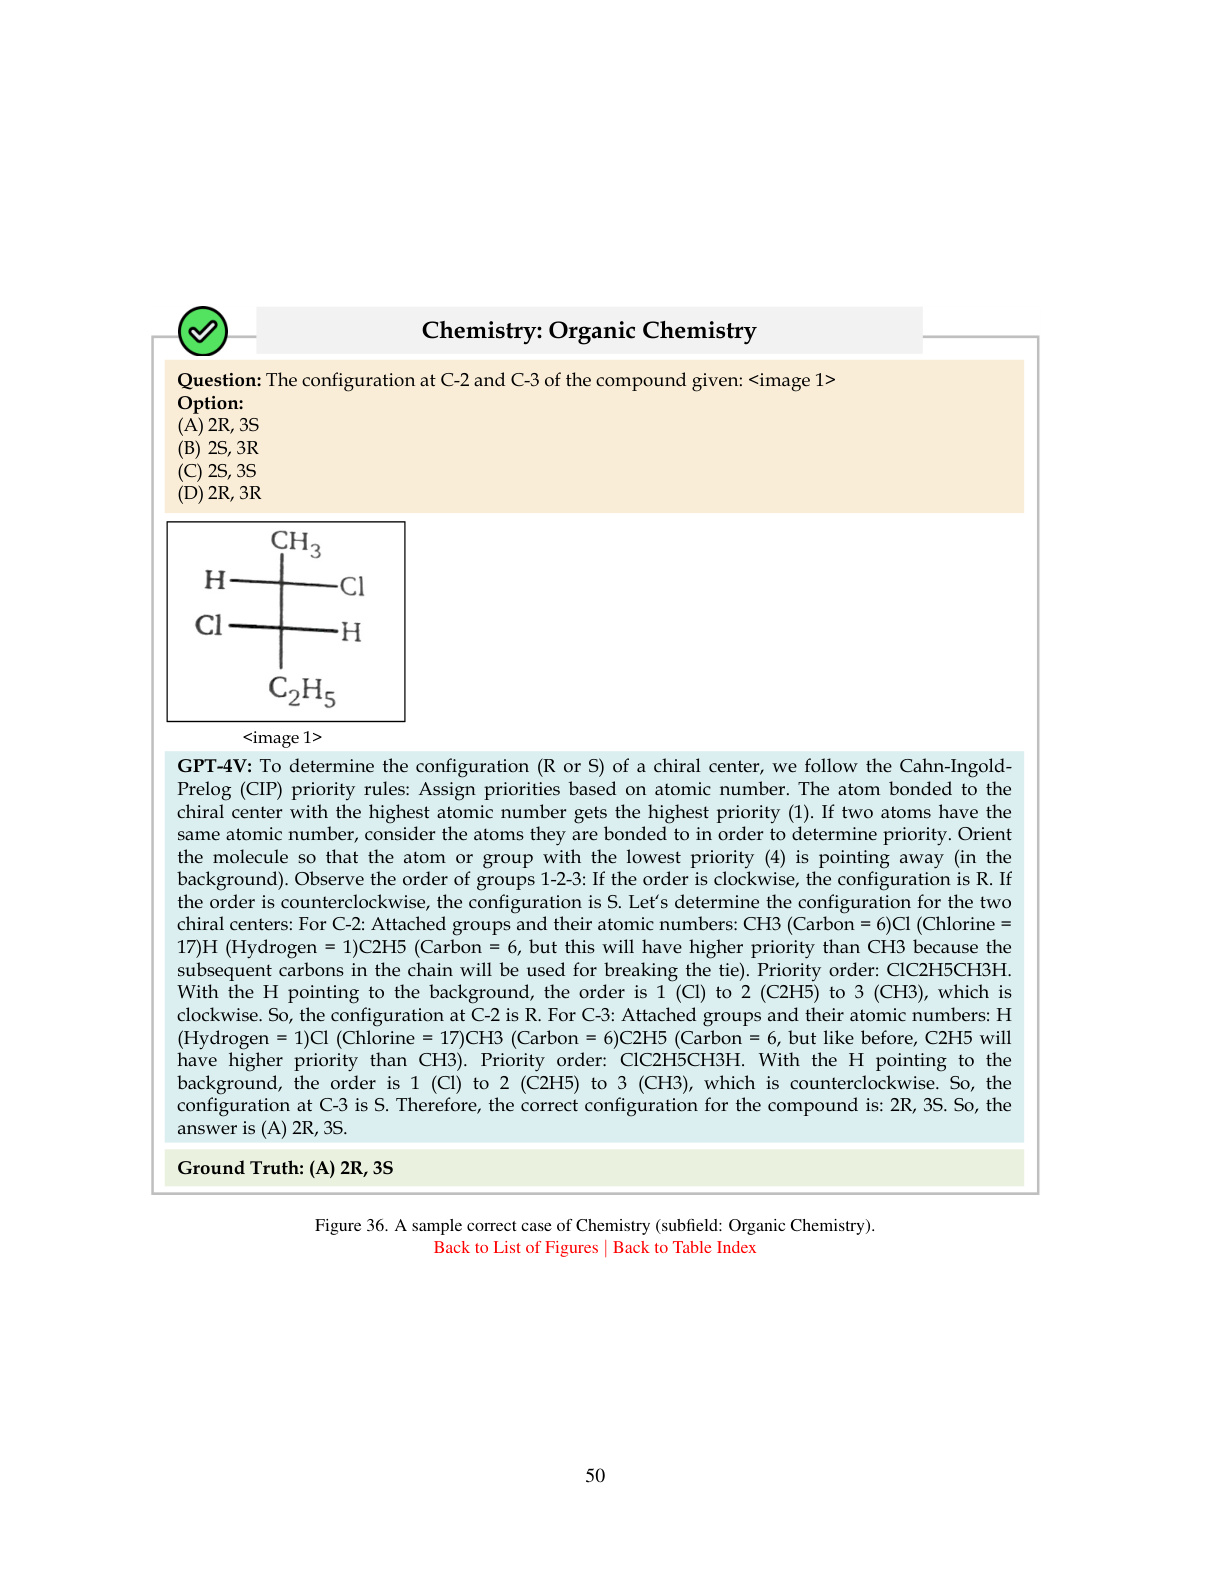 Chemistry: Organic Chemistry
Question: The configuration at C-2 and C-3 of the compound given: <image 1>
Option:
(A) 2R, 3S
(B) 2S, 3R
(C) 2S, 3S
(D) 2R, 3R
CH3
H Cl
Cl H
C2H5
<image 1>
GPT-4V: To determine the configuration (R or S) of a chiral center, we follow the Cahn-Ingold-
Prelog (CIP) priority rules: Assign priorities based on atomic number. The atom bonded to the
chiral center with the highest atomic number gets the highest priority (1). If two atoms have the
same atomic number, consider the atoms they are bonded to in order to determine priority. Orient
the molecule so that the atom or group with the lowest priority (4) is pointing away (in the
background). Observe the order of groups 1-2-3: If the order is clockwise, the configuration is R. If
the order is counterclockwise, the configuration is S. Let‘s determine the configuration for the two
chiral centers: For C-2: Attached groups and their atomic numbers: CH3 (Carbon = 6)Cl (Chlorine =
17)H (Hydrogen = 1)C2H5 (Carbon = 6, but this will have higher priority than CH3 because the
subsequent carbons in the chain will be used for breaking the tie). Priority order: ClC2H5CH3H.
With the H pointing to the background, the order is 1 (Cl) to 2 (C2H5) to 3 (CH3), which is
clockwise. So, the configuration at C-2 is R. For C-3: Attached groups and their atomic numbers: H
(Hydrogen = 1)Cl (Chlorine = 17)CH3 (Carbon = 6)C2H5 (Carbon = 6, but like before, C2H5 will
have higher priority than CH3). Priority order: ClC2H5CH3H. With the H pointing to the
background, the order is 1 (Cl) to 2 (C2H5) to 3 (CH3), which is counterclockwise. So, the
configuration at C-3 is S. Therefore, the correct configuration for the compound is: 2R, 3S. So, the
answer is (A) 2R, 3S.
Ground Truth: (A) 2R, 3S
Figure 36. A sample correct case of Chemistry (subfield: Organic Chemistry).
Back to List of Figures | Back to Table Index
50